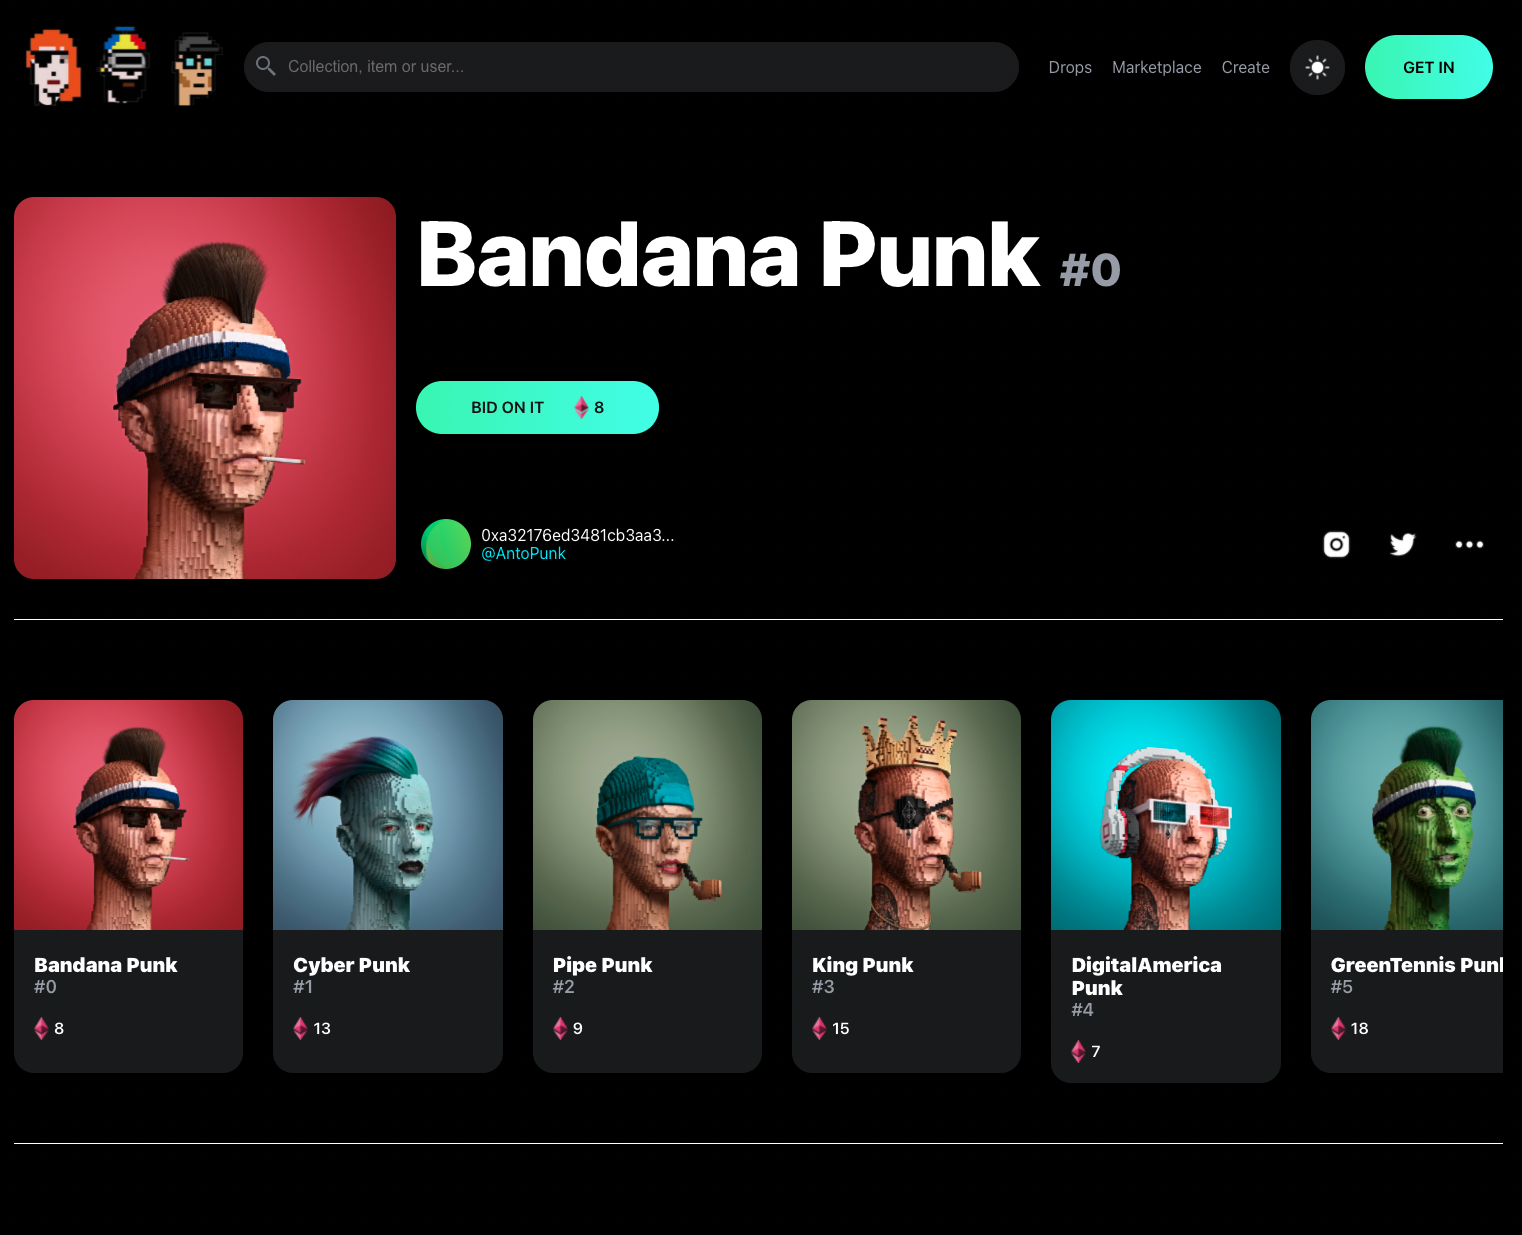 Collection, item or user...
Drops
Marketplace
Create
GET IN
Bandana Punk #0
BID ON IT 8
0xa32176ed3481cb3aa3...
@AntoPunk
Bandana Punk
#0
8
Cyber Punk
#1
13
Pipe Punk
#2
9
King Punk
#3
15
DigitalAmerica
Punk
#4
7
GreenTennis Punk
#5
18